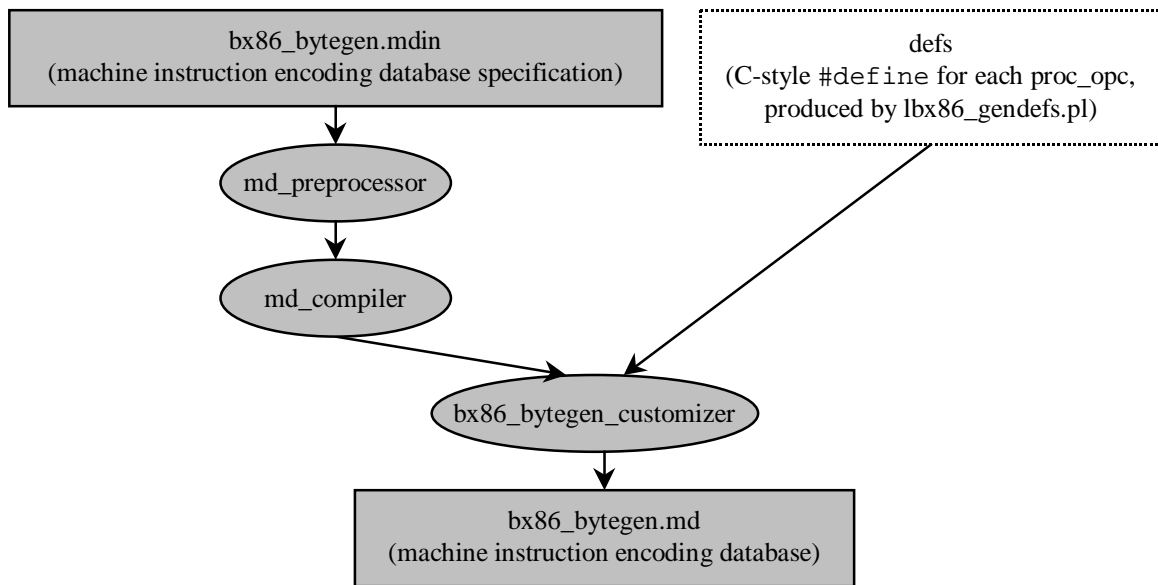 bx86_bytegen.mdin
(machine instruction encoding database specification)
defs
(C-style #define for each proc_opc,
produced by lbx86_gendefs.pl)
md_preprocessor
md_compiler
bx86_bytegen_customizer
bx86_bytegen.md
(machine instruction encoding database)